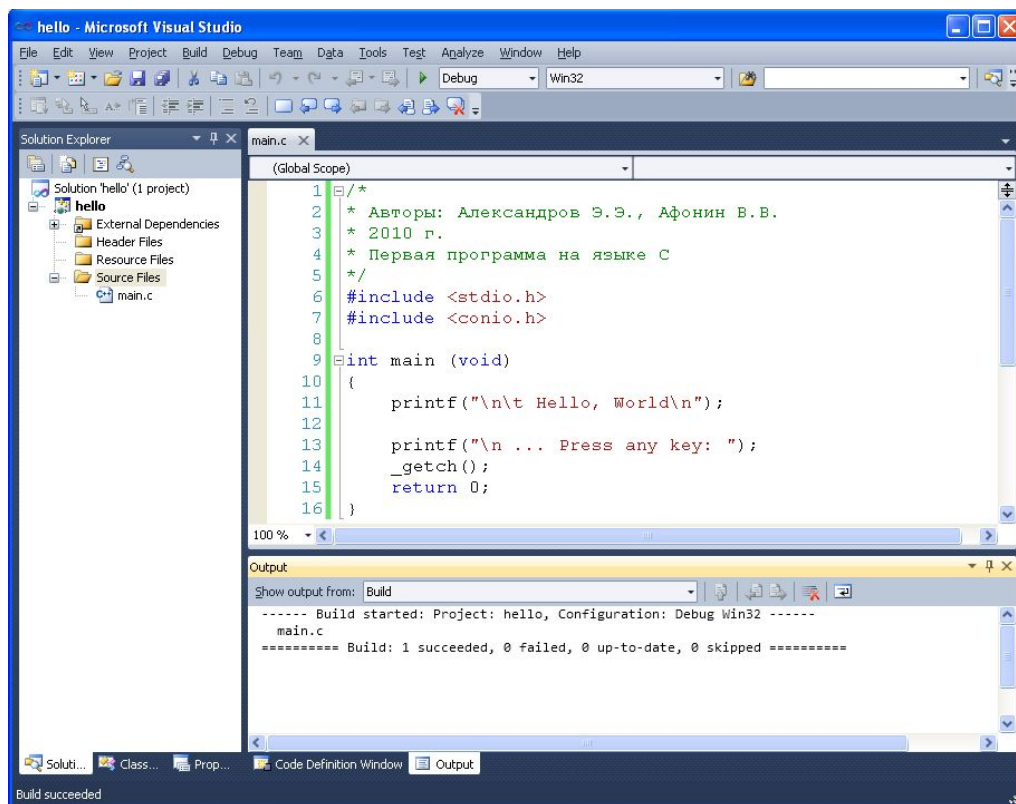 hello - Microsoft Visual Studio
File Edit View Project Build Debug Team Data Tools Test Analyze Window Help
Debug Win32
Solution Explorer
Solution 'hello' (1 project)
hello
External Dependencies
Header Files
Resource Files
Source Files
main.c
main.c
(Global Scope)
1 /*
2 * Авторы: Александров Э.Э., Афонин В.В.
3 * 2010 г.
4 * Первая программа на языке С
5 */
6 #include <stdio.h>
7 #include <conio.h>
8
9 int main (void)
10 {
11 printf("\n\t Hello, World\n");
12
13 printf("\n ... Press any key: ");
14 _getch();
15 return 0;
16 }
100 %
Output
Show output from: Build
------ Build started: Project: hello, Configuration: Debug Win32 ------
main.c
========== Build: 1 succeeded, 0 failed, 0 up-to-date, 0 skipped ==========
Soluti... Class... Prop... Code Definition Window Output
Build succeeded